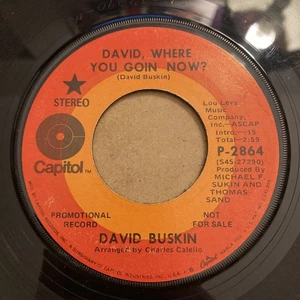 DAVID, WHERE
YOU GOIN NOW?
(David Buskin)
STEREO
Lou Levy
Music
Company,
Inc.—ASCAP
Intro.—:15
Total—2:59
Capitol™
P-2864
(S45-27290)
Produced By
MICHAEL F.
SUKIN AND
THOMAS
SAND
PROMOTIONAL
RECORD
NOT
FOR SALE
DAVID BUSKIN
Arranged by Charles Calello